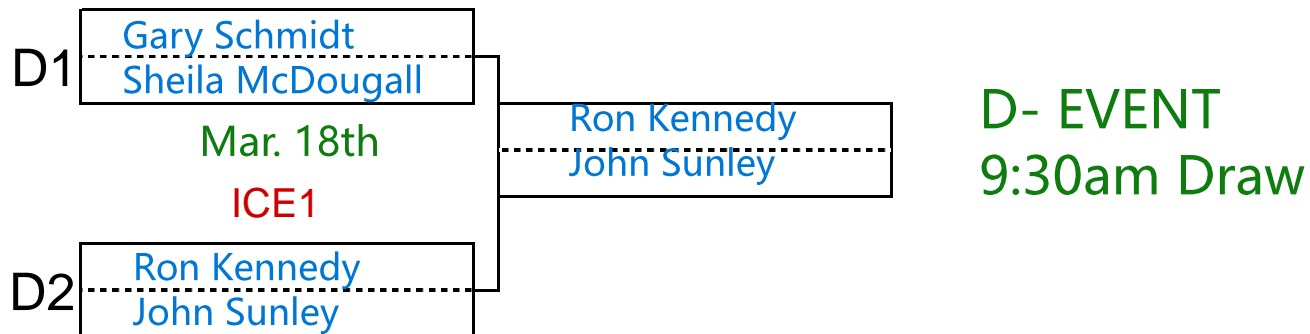 D1
Gary Schmidt
Sheila McDougall
Mar. 18th
ICE1
D2
Ron Kennedy
John Sunley
Ron Kennedy
John Sunley
D- EVENT
9:30am Draw